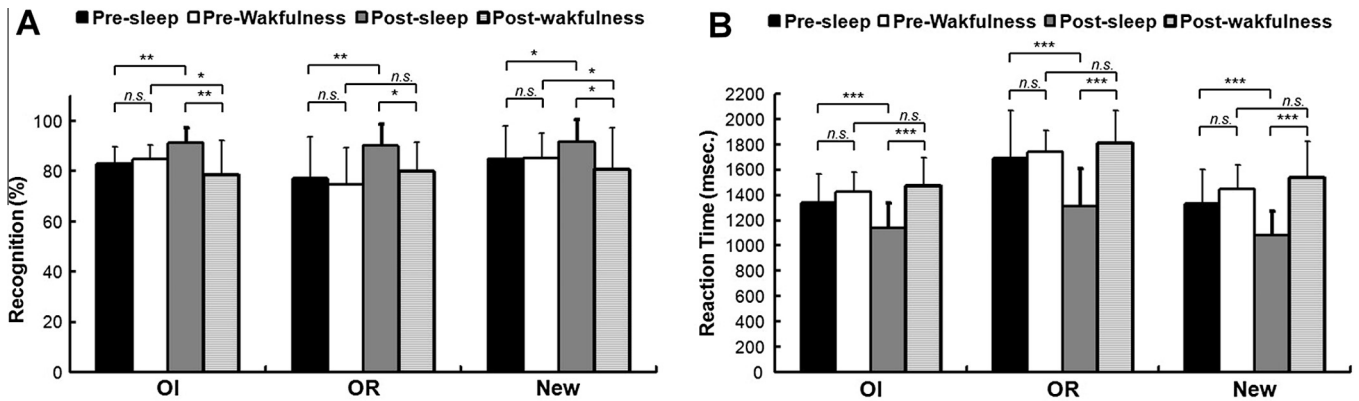 A
Pre-sleep Pre-Wakfulness Post-sleep Post-wakfulness
** ** *
* n.s. *
n.s. ** n.s. * n.s. *
Recognition (%)
100
80
60
40
20
0
OI OR New
B
Pre-sleep Pre-Wakfulness Post-sleep Post-wakfulness
***
n.s.
n.s. ***
*** ***
n.s. n.s.
n.s. *** n.s. ***
Reaction Time (msec.)
2200
2000
1800
1600
1400
1200
1000
800
600
400
200
0
OI OR New